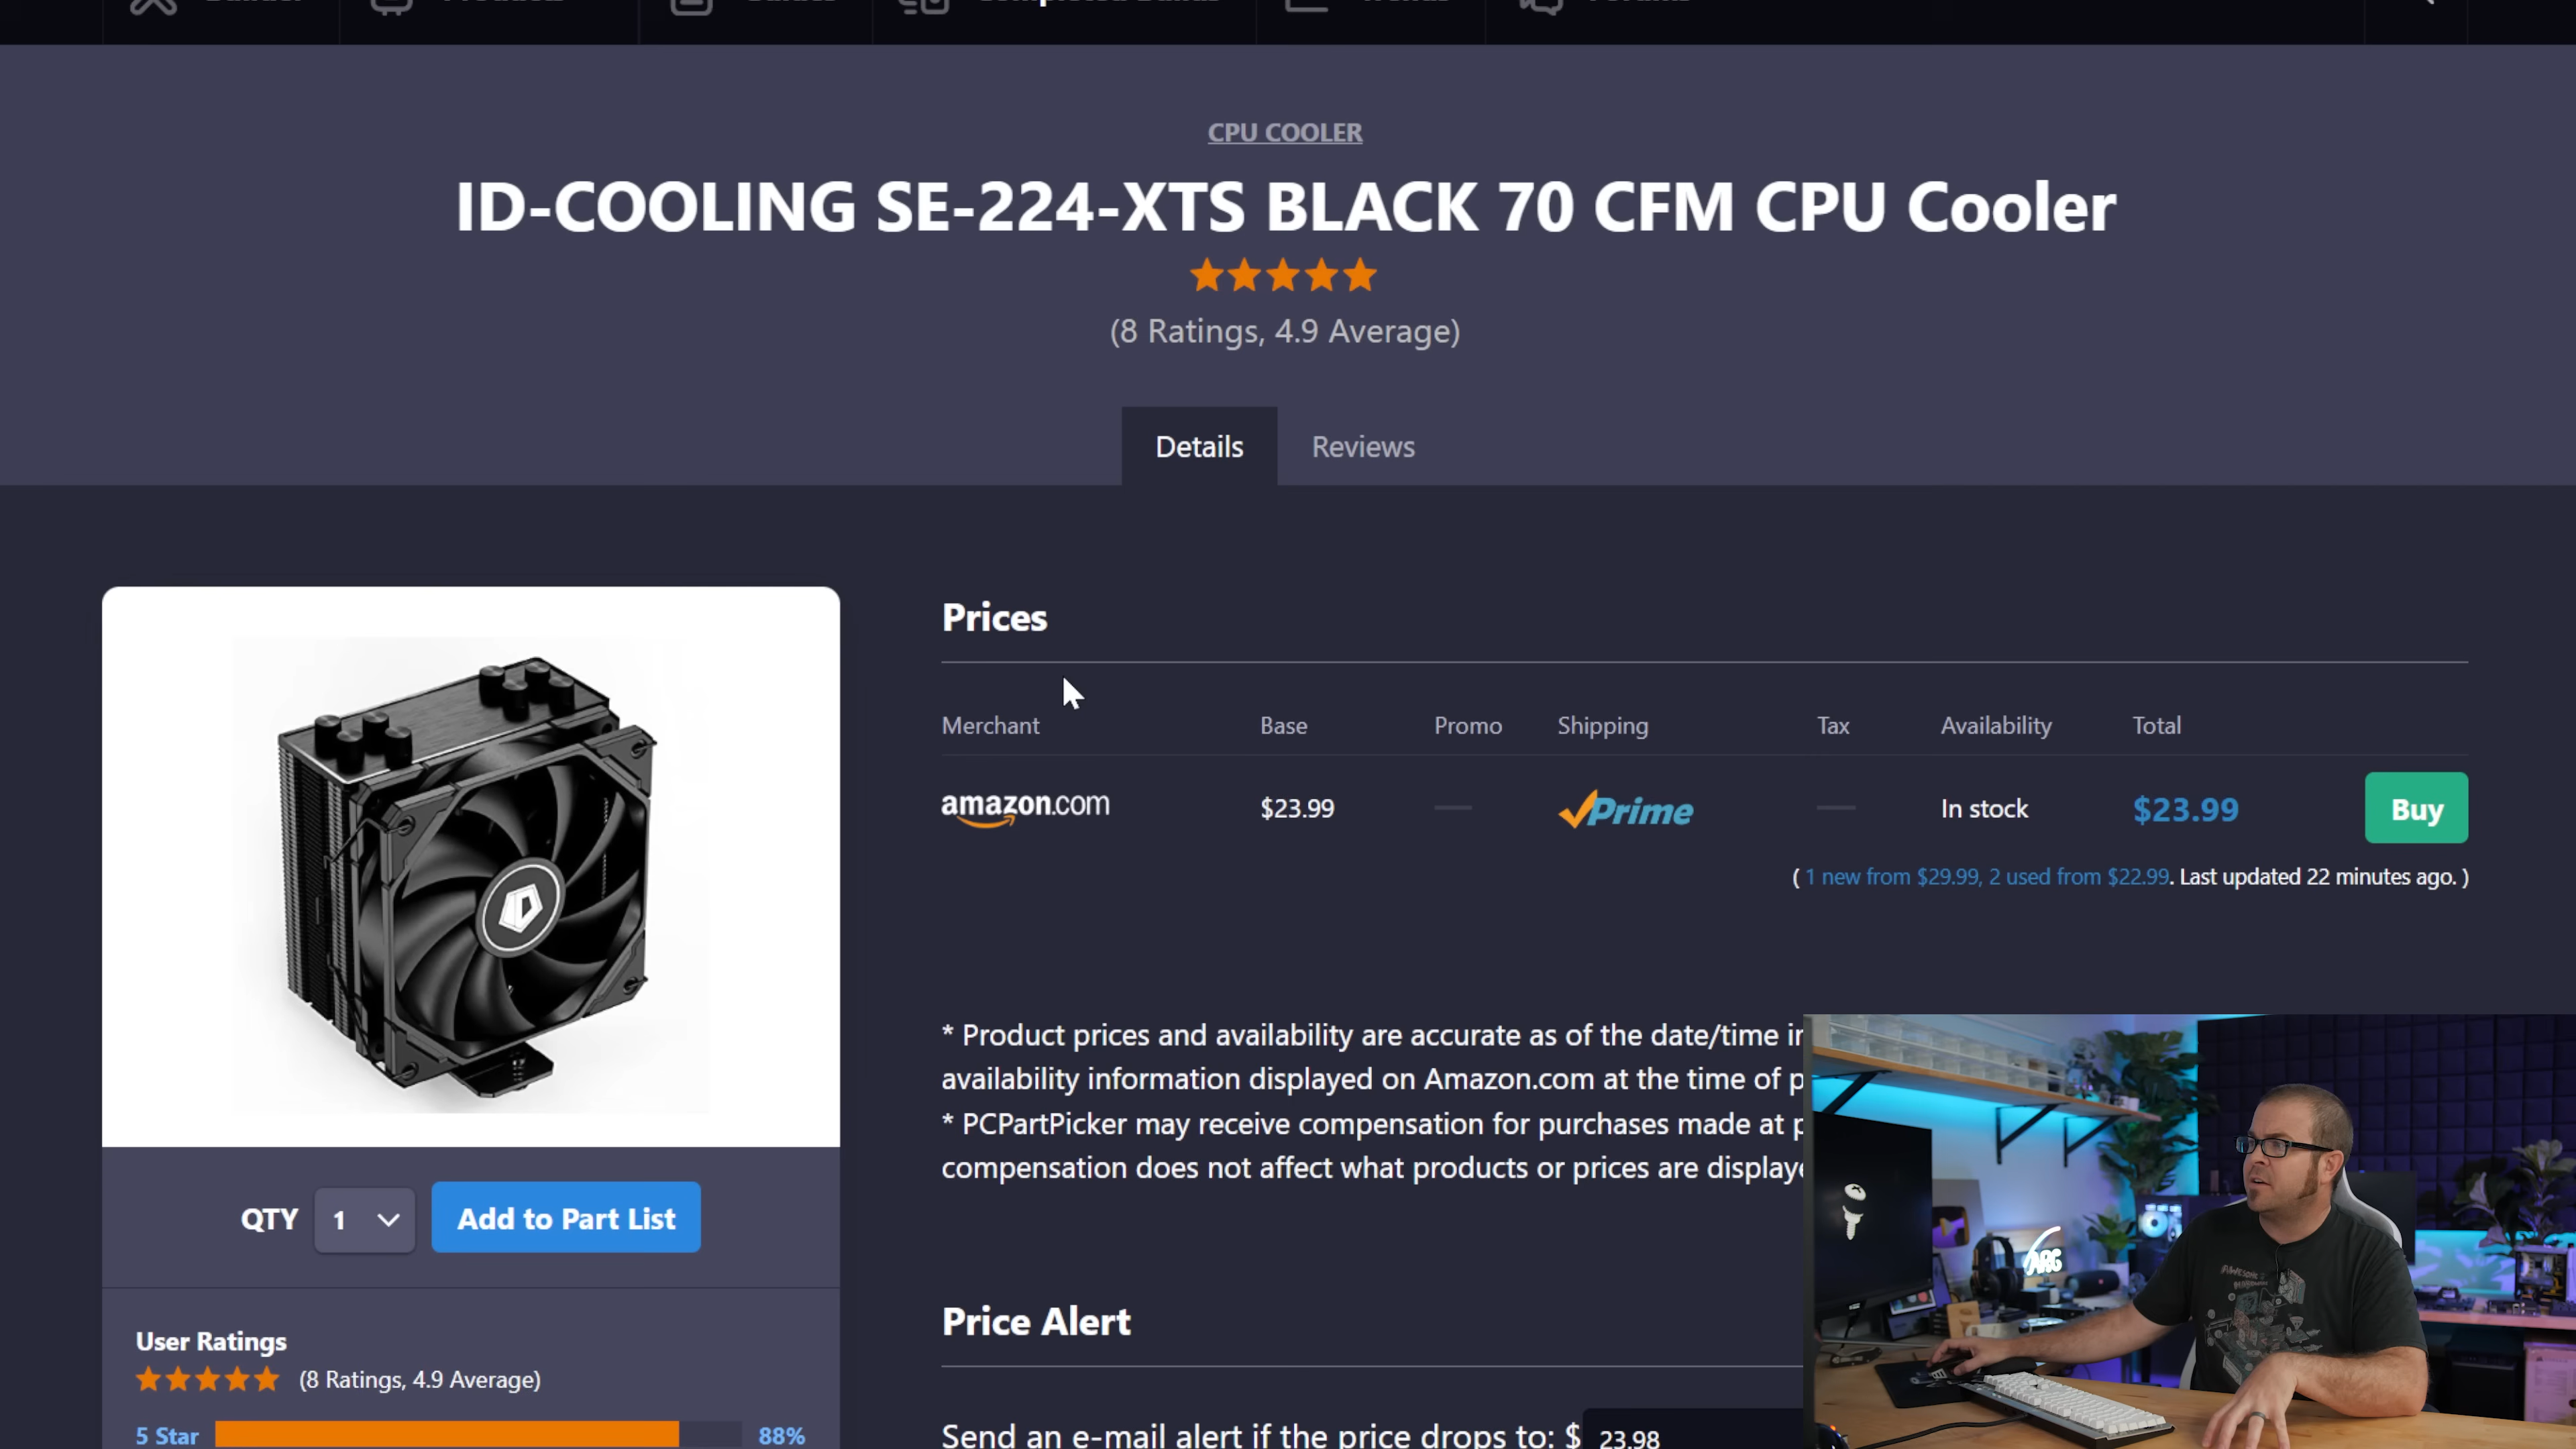 CPU COOLER
ID-COOLING SE-224-XTS BLACK 70 CFM CPU Cooler
(8 Ratings, 4.9 Average)
Details Reviews
Prices
Merchant Base Promo Shipping Tax Availability Total
amazon.com $23.99 — Prime — In stock $23.99 Buy
( 1 new from $29.99, 2 used from $22.99. Last updated 22 minutes ago. )
* Product prices and availability are accurate as of the date/time
availability information displayed on Amazon.com at the time of
* PCPartPicker may receive compensation for purchases made at
compensation does not affect what products or prices are
QTY 1 Add to Part List
Price Alert
User Ratings
(8 Ratings, 4.9 Average)
5 Star 88%
Send an e-mail alert if the price drops to: $ 23.98
ARC